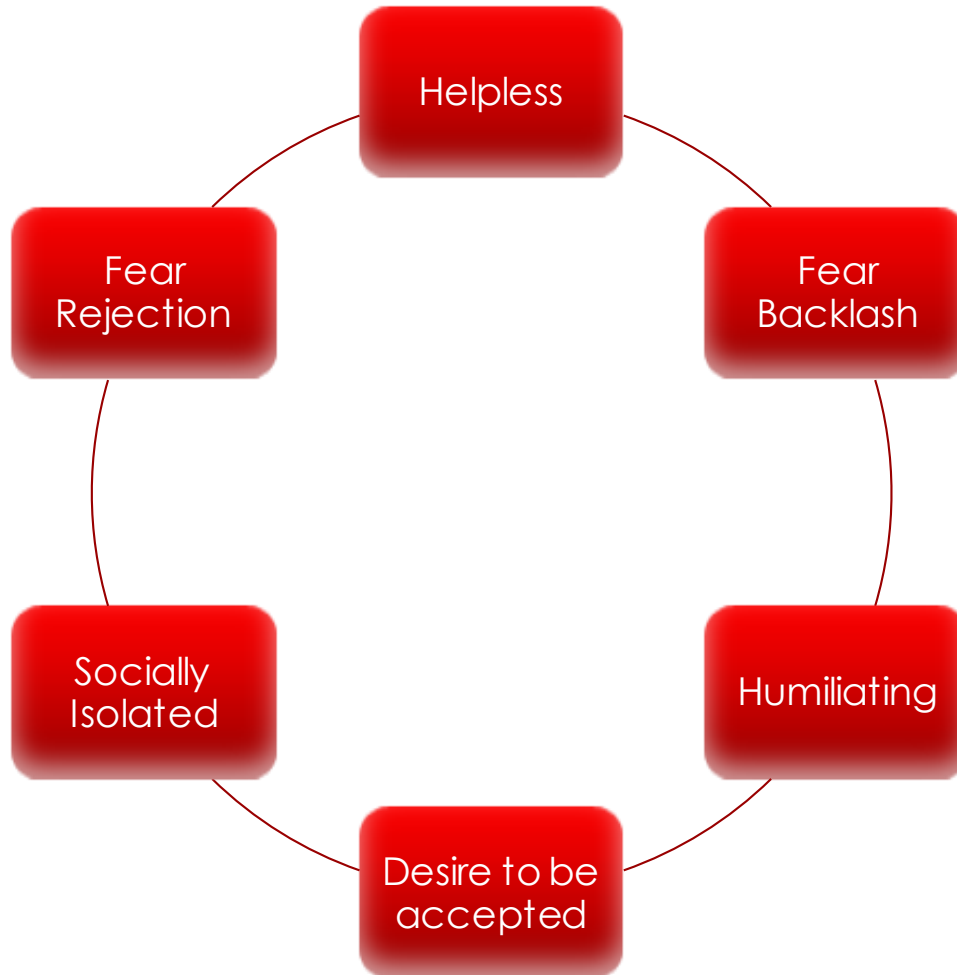 Helpless
Fear
Backlash
Humiliating
Desire to be
accepted
Socially
Isolated
Fear
Rejection